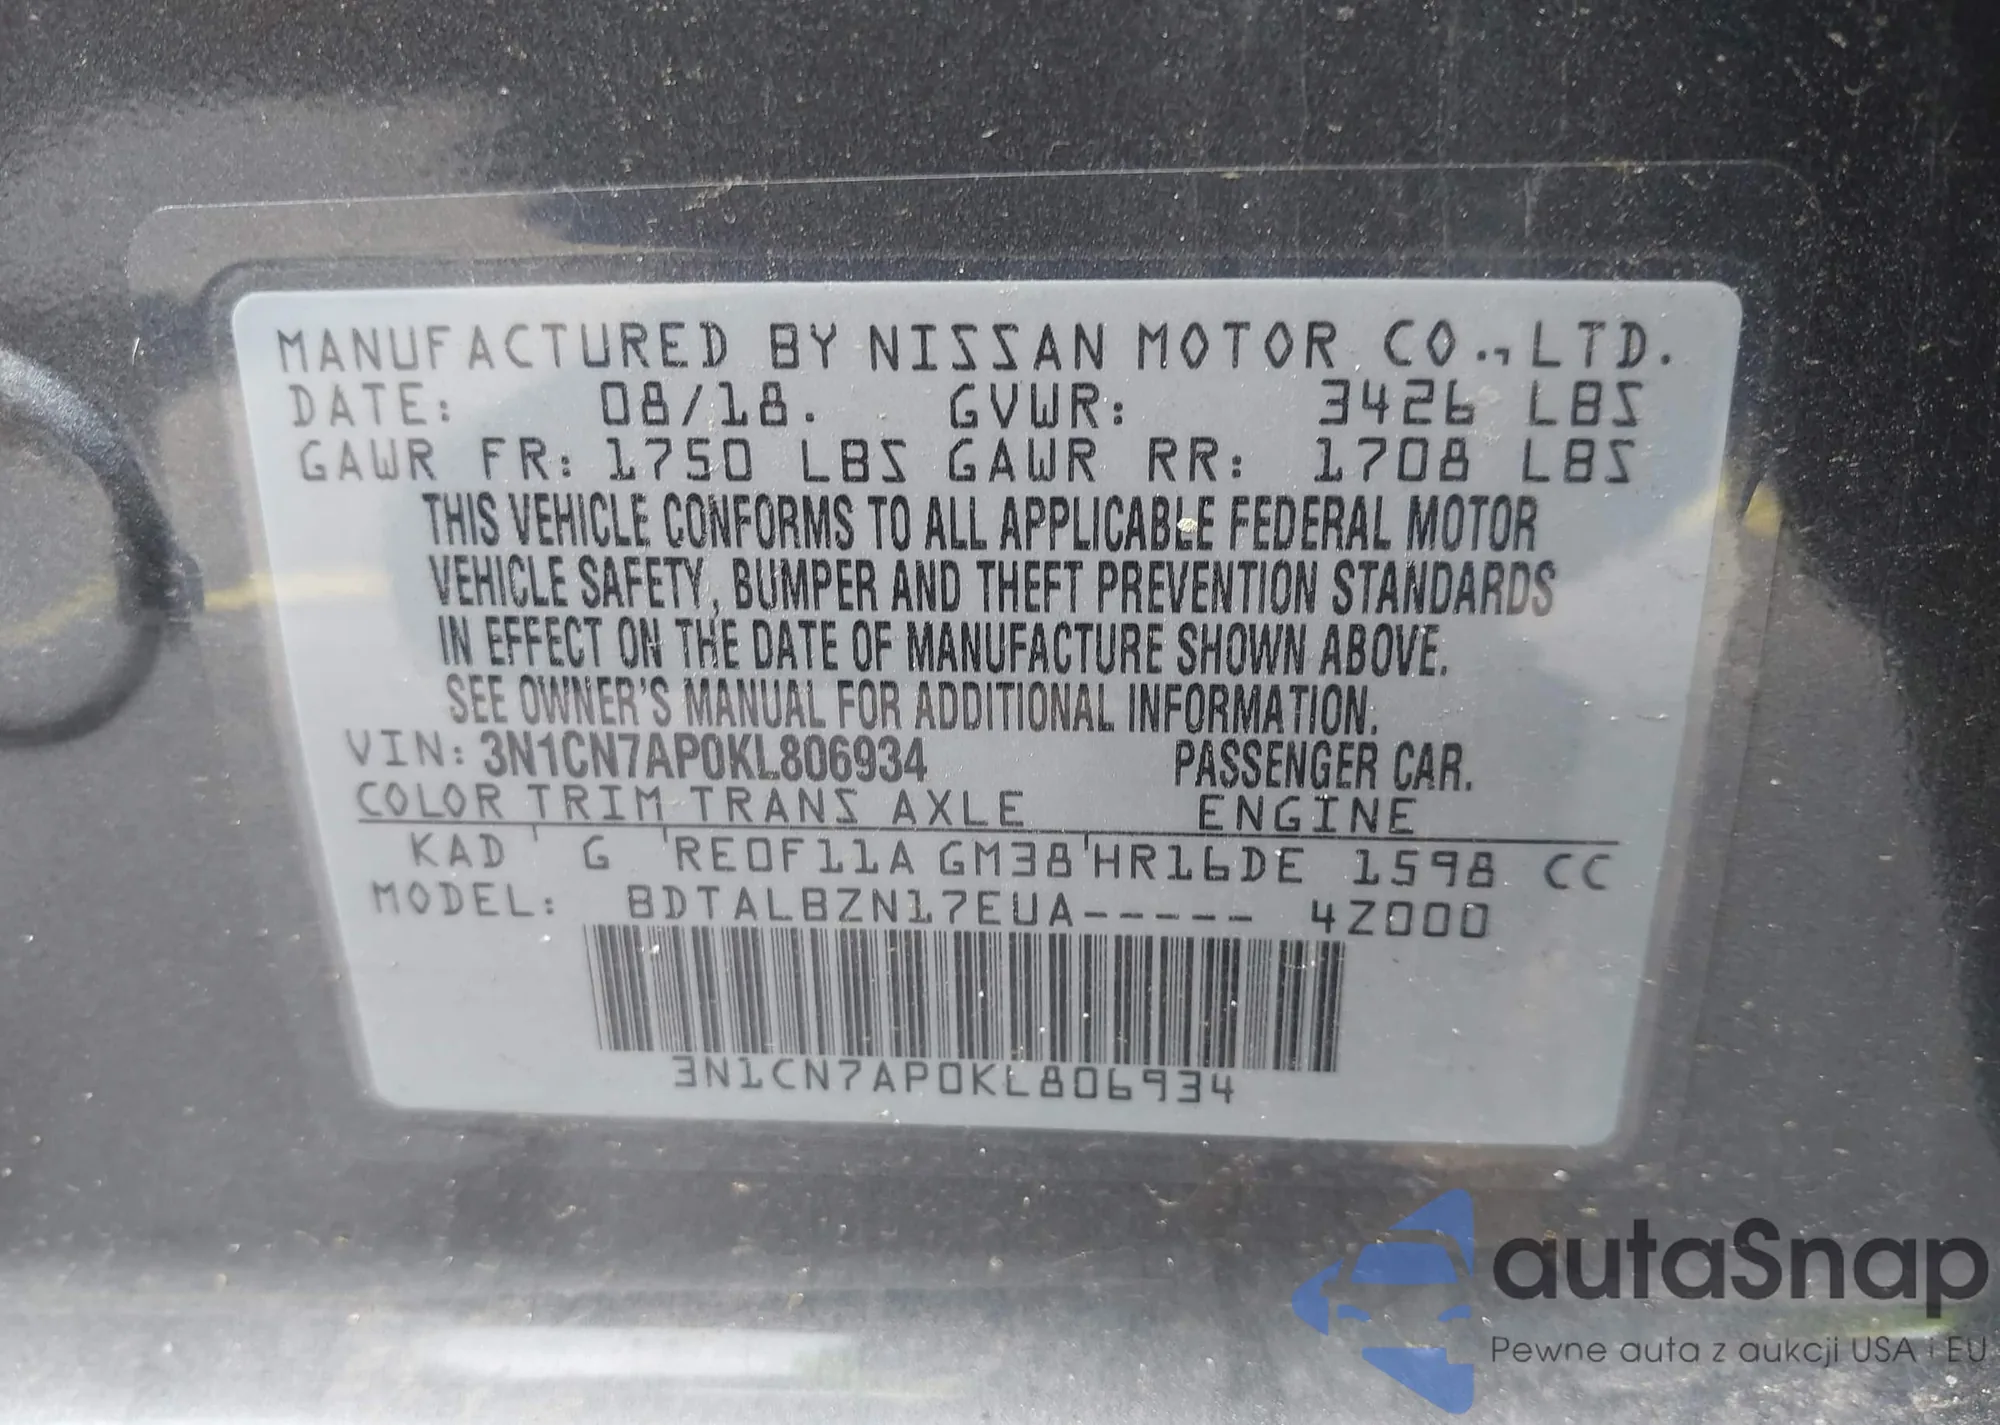 MANUFACTURED BY NISSAN MOTOR CO., LTD.
DATE: 08/18. GVWR: 3426 LBS
GAWR FR: 1750 LBS GAWR RR: 1708 LBS
THIS VEHICLE CONFORMS TO ALL APPLICABLE FEDERAL MOTOR
VEHICLE SAFETY, BUMPER AND THEFT PREVENTION STANDARDS
IN EFFECT ON THE DATE OF MANUFACTURE SHOWN ABOVE.
SEE OWNER'S MANUAL FOR ADDITIONAL INFORMATION.
VIN: 3N1CN7AP0KL806934 PASSENGER CAR.
COLOR TRIM TRANS AXLE ENGINE
KAD ' G 'RE0F11A GM38'HR16DE 1598 CC
MODEL: BDTALBZN17EUA----- 4Z000
3N1CN7AP0KL806934
autaSnap
Pewne auta z aukcji USA i EU